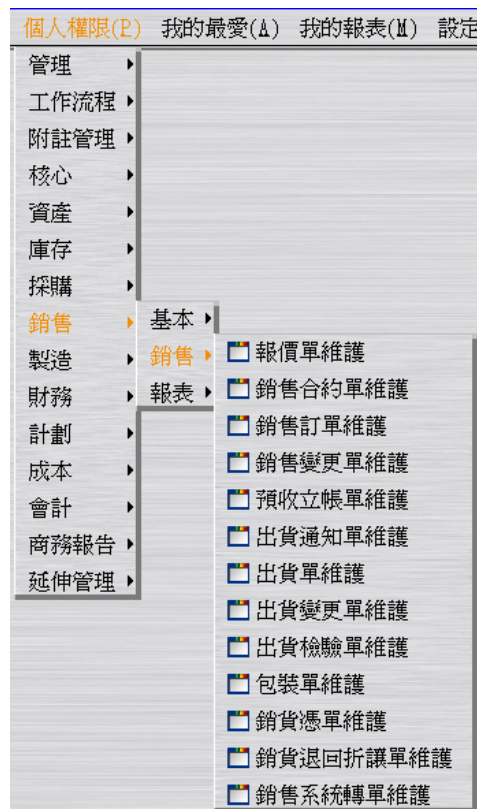 個人權限(P) 我的最愛(A) 我的報表(M) 設定
管理
工作流程
附註管理
核心
資產
庫存
採購
銷售
製造
財務
計劃
成本
會計
商務報告
延伸管理
基本
銷售
報表
報價單維護
銷售合約單維護
銷售訂單維護
銷售變更單維護
預收立帳單維護
出貨通知單維護
出貨單維護
出貨變更單維護
出貨檢驗單維護
包裝單維護
銷貨憑單維護
銷貨退回折讓單維護
銷售系統轉單維護